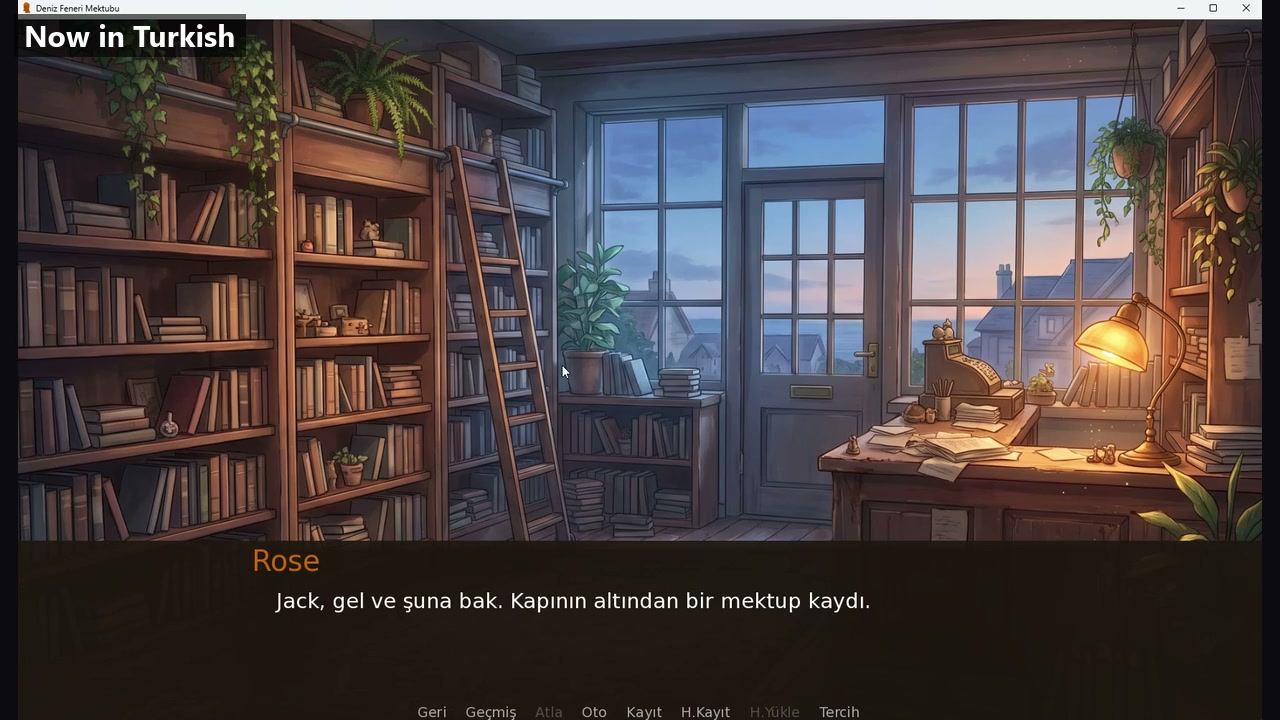 Deniz Feneri Mektubu
Now in Turkish
Rose
Jack, gel ve şuna bak. Kapının altından bir mektup kaydı.
Geri Geçmiş Atla Oto Kayıt H.Kayıt H.Yükle Tercih